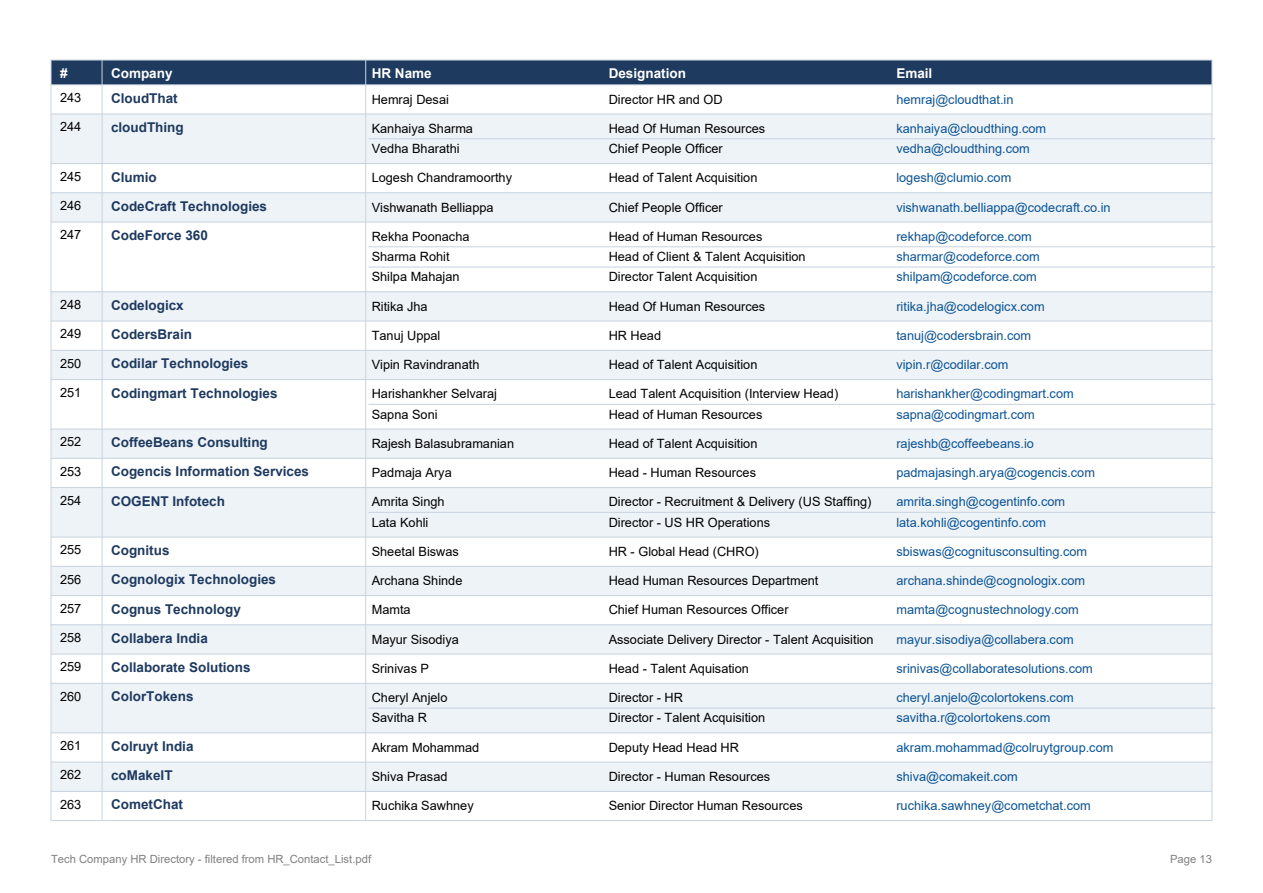 # Company HR Name Designation Email
243 CloudThat Hemraj Desai Director HR and OD hemraj@cloudthat.in
244 cloudThing Kanhaiya Sharma Head Of Human Resources kanhaiya@cloudthing.com
Vedha Bharathi Chief People Officer vedha@cloudthing.com
245 Clumio Logesh Chandramoorthy Head of Talent Acquisition logesh@clumio.com
246 CodeCraft Technologies Vishwanath Belliappa Chief People Officer vishwanath.belliappa@codecraft.co.in
247 CodeForce 360 Rekha Poonacha Head of Human Resources rekhap@codeforce.com
Sharma Rohit Head of Client & Talent Acquisition sharmar@codeforce.com
Shilpa Mahajan Director Talent Acquisition shilpam@codeforce.com
248 Codelogicx Ritika Jha Head Of Human Resources ritika.jha@codelogicx.com
249 CodersBrain Tanuj Uppal HR Head tanuj@codersbrain.com
250 Codilar Technologies Vipin Ravindranath Head of Talent Acquisition vipin.r@codilar.com
251 Codingmart Technologies Harishankher Selvaraj Lead Talent Acquisition (Interview Head) harishankher@codingmart.com
Sapna Soni Head of Human Resources sapna@codingmart.com
252 CoffeeBeans Consulting Rajesh Balasubramanian Head of Talent Acquisition rajeshb@coffeebeans.io
253 Cogencis Information Services Padmaja Arya Head - Human Resources padmajasingh.arya@cogencis.com
254 COGENT Infotech Amrita Singh Director - Recruitment & Delivery (US Staffing) amrita.singh@cogentinfo.com
Lata Kohli Director - US HR Operations lata.kohli@cogentinfo.com
255 Cognitus Sheetal Biswas HR - Global Head (CHRO) sbiswas@cognitusconsulting.com
256 Cognologix Technologies Archana Shinde Head Human Resources Department archana.shinde@cognologix.com
257 Cognus Technology Mamta Chief Human Resources Officer mamta@cognustechnology.com
258 Collabera India Mayur Sisodiya Associate Delivery Director - Talent Acquisition mayur.sisodiya@collabera.com
259 Collaborate Solutions Srinivas P Head - Talent Aquisation srinivas@collaboratesolutions.com
260 ColorTokens Cheryl Anjelo Director - HR cheryl.anjelo@colortokens.com
Savitha R Director - Talent Acquisition savitha.r@colortokens.com
261 Colruyt India Akram Mohammad Deputy Head Head HR akram.mohammad@colruytgroup.com
262 coMakeIT Shiva Prasad Director - Human Resources shiva@comakeit.com
263 CometChat Ruchika Sawhney Senior Director Human Resources ruchika.sawhney@cometchat.com
Tech Company HR Directory - filtered from HR_Contact_List.pdf Page 13